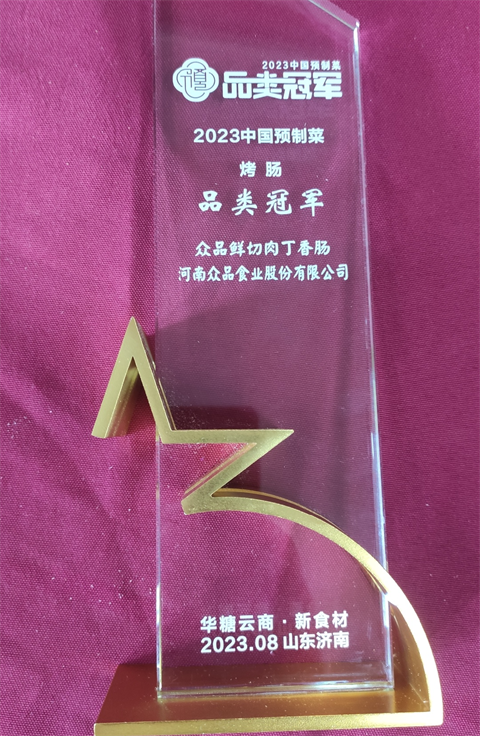 2023中国预制菜
品类冠军
2023中国预制菜
烤肠
品类冠军
众品鲜切肉丁香肠
河南众品食业股份有限公司
华糖云商·新食材
2023.08 山东济南